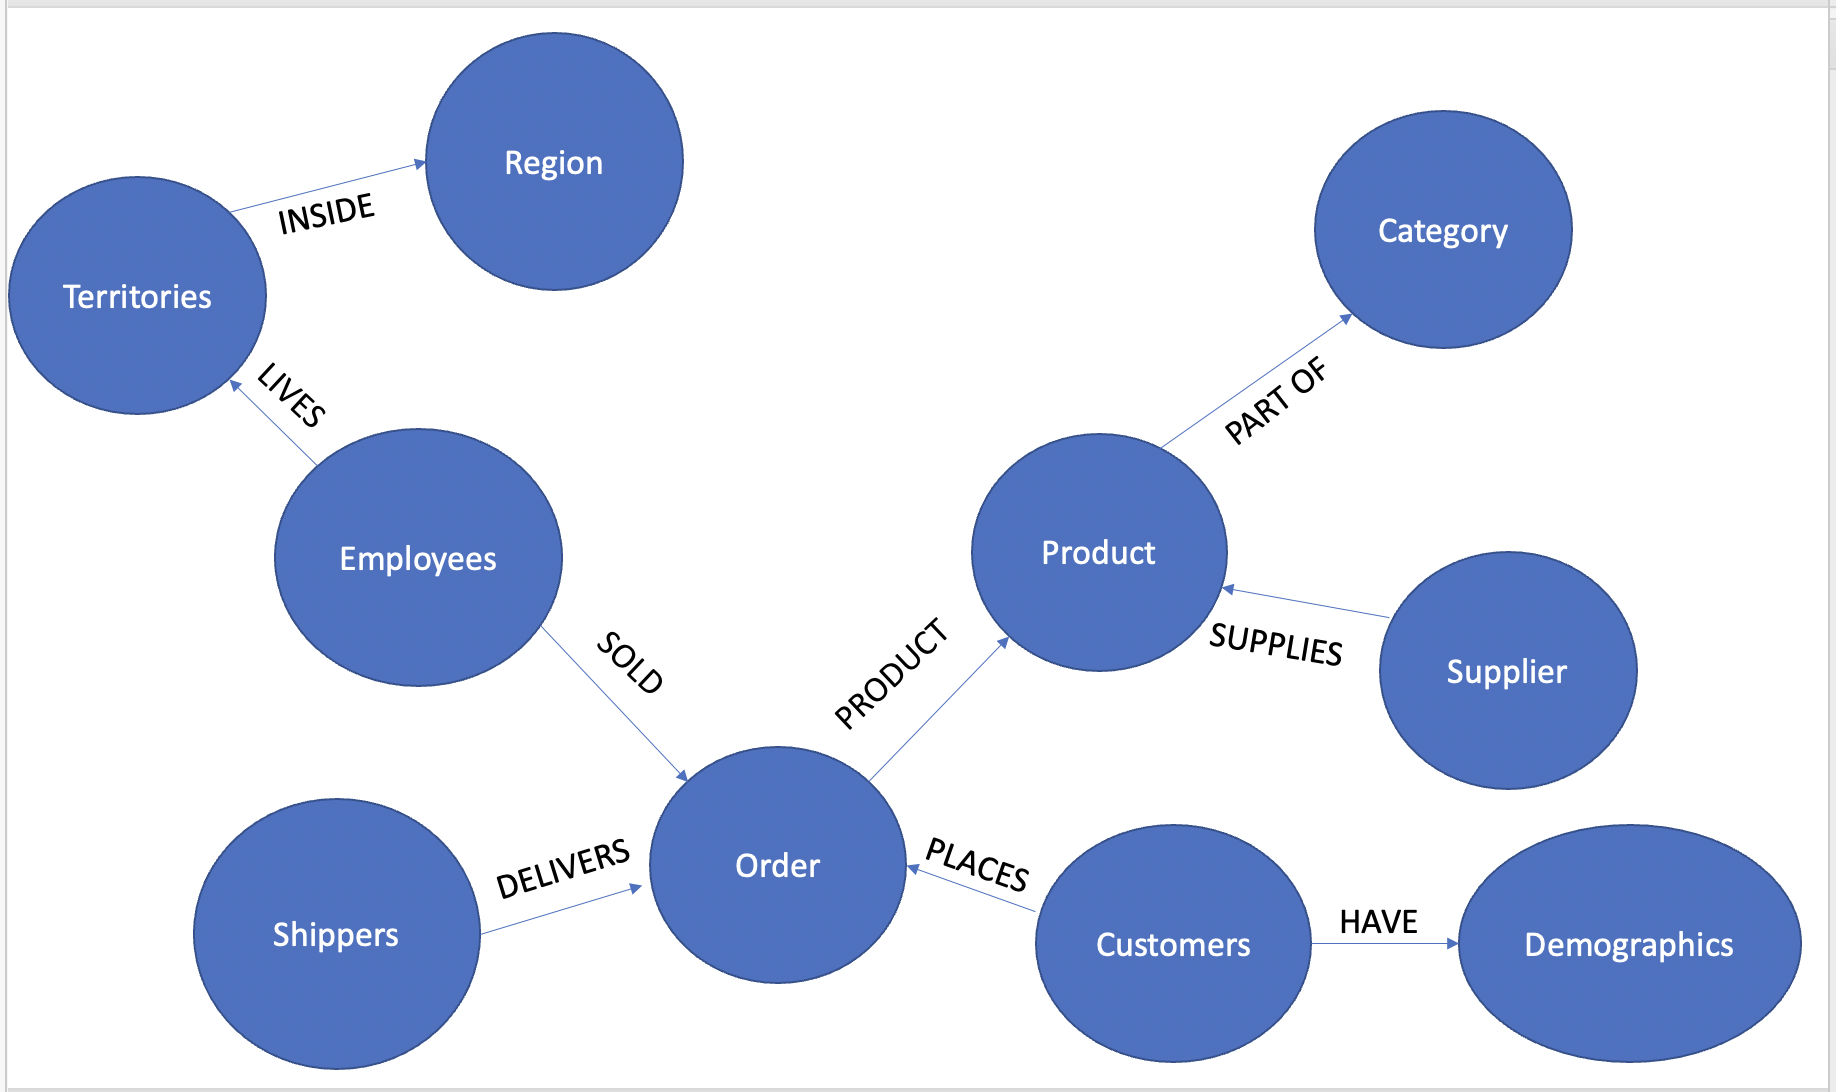 Region
Category
INSIDE
Territories
LIVES
PART OF
Employees
Product
SUPPLIES
SOLD
PRODUCT
Supplier
DELIVERS
Order
PLACES
HAVE
Shippers
Customers
Demographics